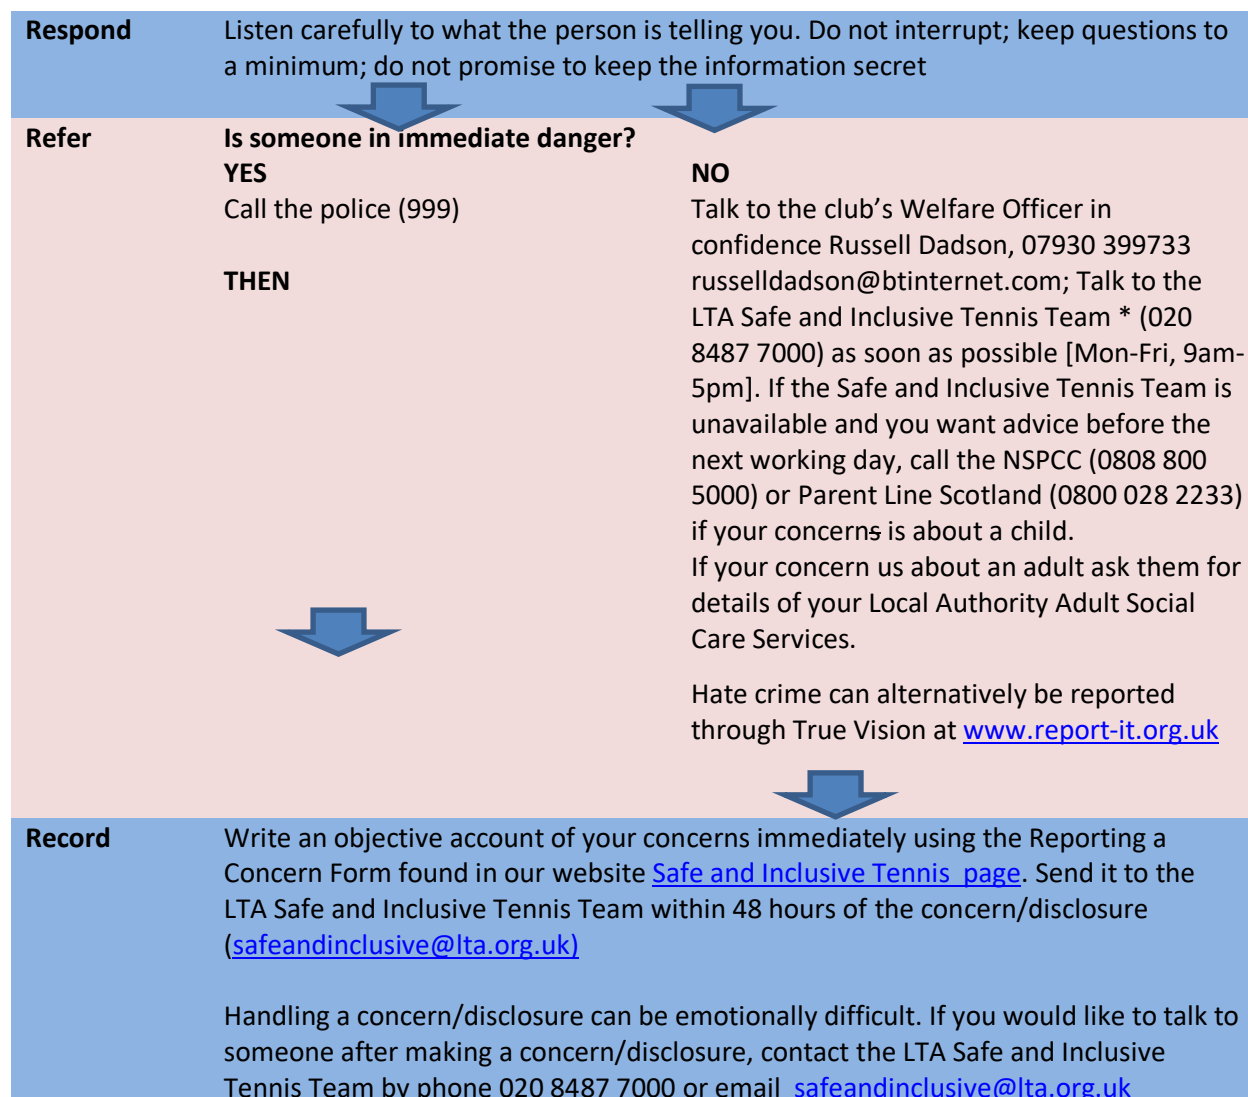 Respond Listen carefully to what the person is telling you. Do not interrupt; keep questions to
a minimum; do not promise to keep the information secret
Refer Is someone in immediate danger?
YES
Call the police (999)
THEN
NO
Talk to the club's Welfare Officer in
confidence Russell Dadson, 07930 399733
russelldadson@btinternet.com; Talk to the
LTA Safe and Inclusive Tennis Team * (020
8487 7000) as soon as possible [Mon-Fri, 9am-
5pm]. If the Safe and Inclusive Tennis Team is
unavailable and you want advice before the
next working day, call the NSPCC (0808 800
5000) or Parent Line Scotland (0800 028 2233)
if your concerns is about a child.
If your concern us about an adult ask them for
details of your Local Authority Adult Social
Care Services.
Hate crime can alternatively be reported
through True Vision at www.report-it.org.uk
Record Write an objective account of your concerns immediately using the Reporting a
Concern Form found in our website Safe and Inclusive Tennis page. Send it to the
LTA Safe and Inclusive Tennis Team within 48 hours of the concern/disclosure
(safeandinclusive@lta.org.uk)
Handling a concern/disclosure can be emotionally difficult. If you would like to talk to
someone after making a concern/disclosure, contact the LTA Safe and Inclusive
Tennis Team by phone 020 8487 7000 or email safeandinclusive@lta.org.uk